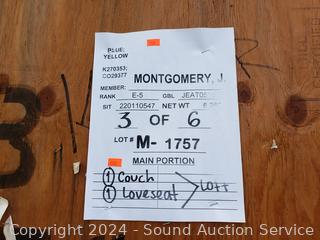 BLUE;
YELLOW
K270353;
CO29377
MEMBER: MONTGOMERY, J.
RANK E-5 GBL JEAT05
SIT 220110547 NET WT
3 OF 6
LOT # M- 1757
MAIN PORTION
① Couch
① Loveseat
Copyright 2024 - Sound Auction Service